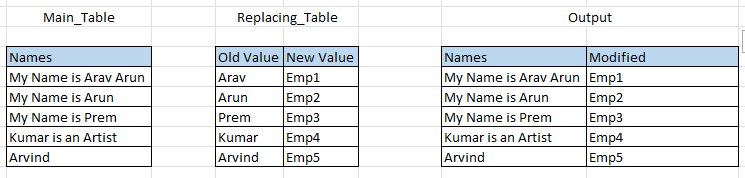 Main_Table Replacing_Table Output
Names Old Value New Value Names Modified
My Name is Arav Arun Arav Emp1 My Name is Arav Arun Emp1
My Name is Arun Arun Emp2 My Name is Arun Emp2
My Name is Prem Prem Emp3 My Name is Prem Emp3
Kumar is an Artist Kumar Emp4 Kumar is an Artist Emp4
Arvind Arvind Emp5 Arvind Emp5